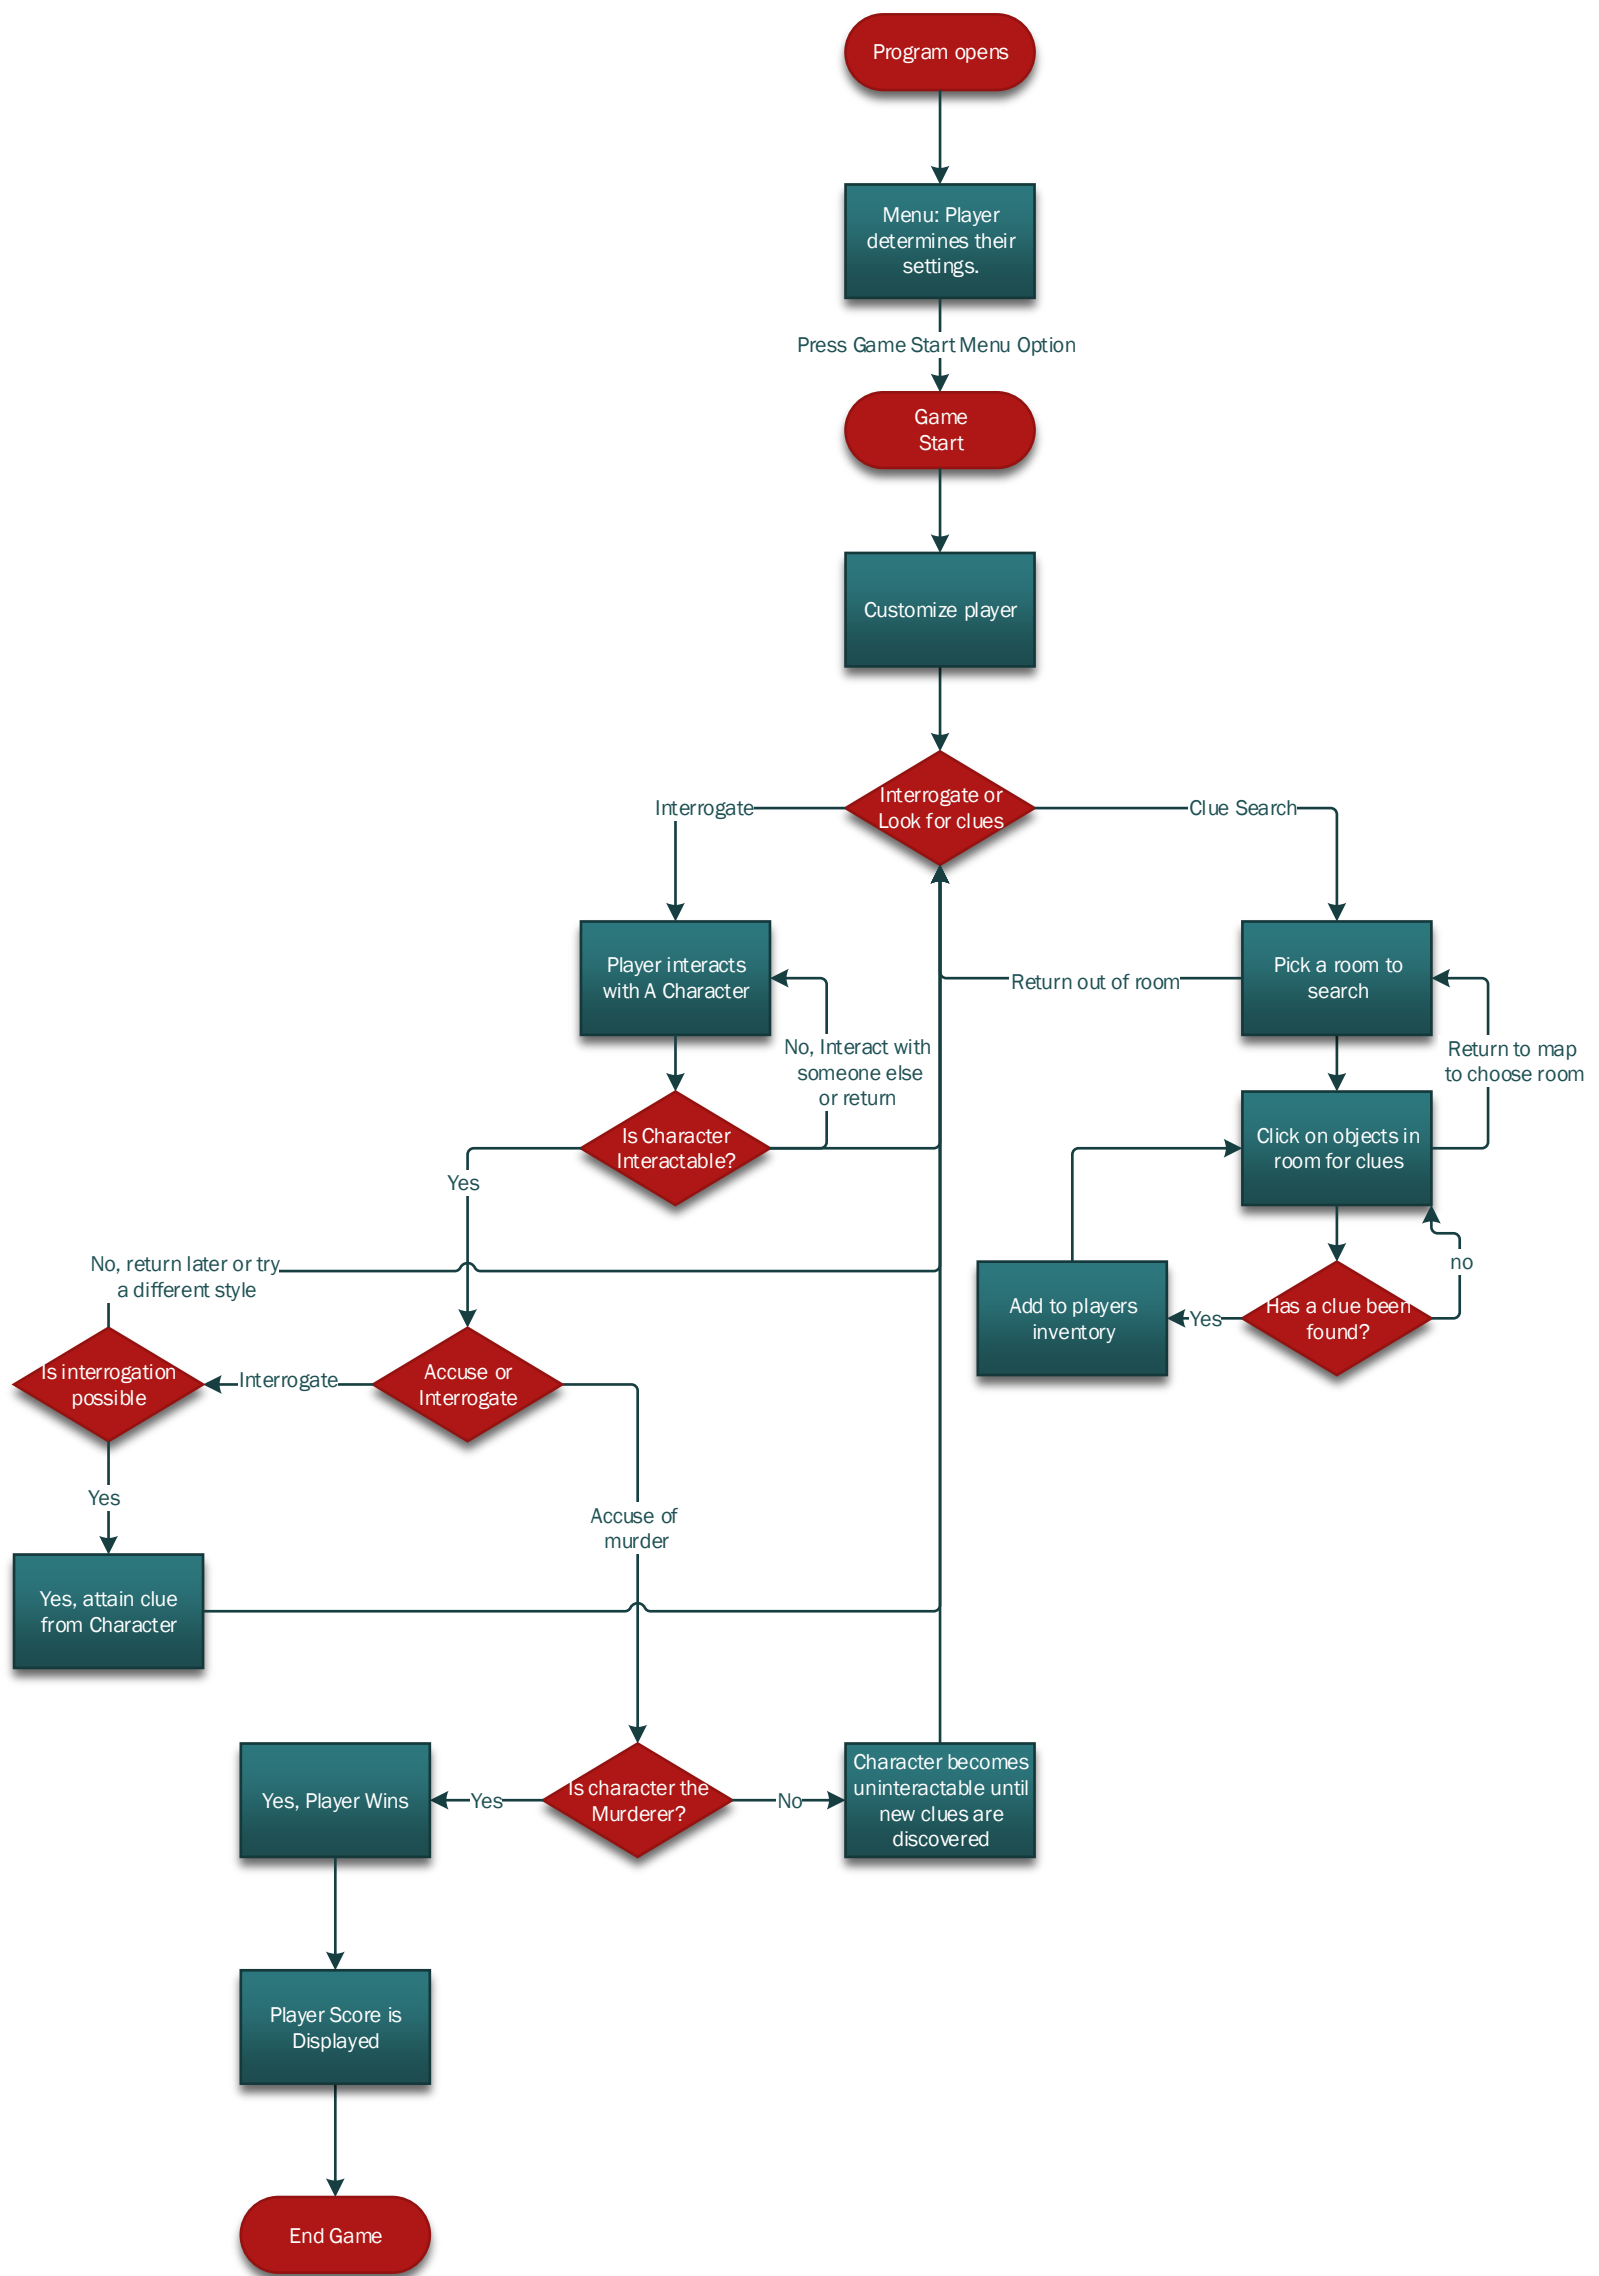 Program opens
Menu: Player
determines their
settings.
Press Game Start Menu Option
Game
Start
Customize player
Interrogate or
Look for clues
Interrogate
Clue Search
Player interacts
with A Character
Return out of room
Pick a room to
search
No, Interact with
someone else
or return
Return to map
to choose room
Is Character
Interactable?
Click on objects in
room for clues
Yes
No, return later or try
a different style
no
Add to players
inventory
Yes
Has a clue been
found?
Is interrogation
possible
Interrogate
Accuse or
Interrogate
Yes
Accuse of
murder
Yes, attain clue
from Character
Yes, Player Wins
Yes
Is character the
Murderer?
No
Character becomes
uninteractable until
new clues are
discovered
Player Score is
Displayed
End Game